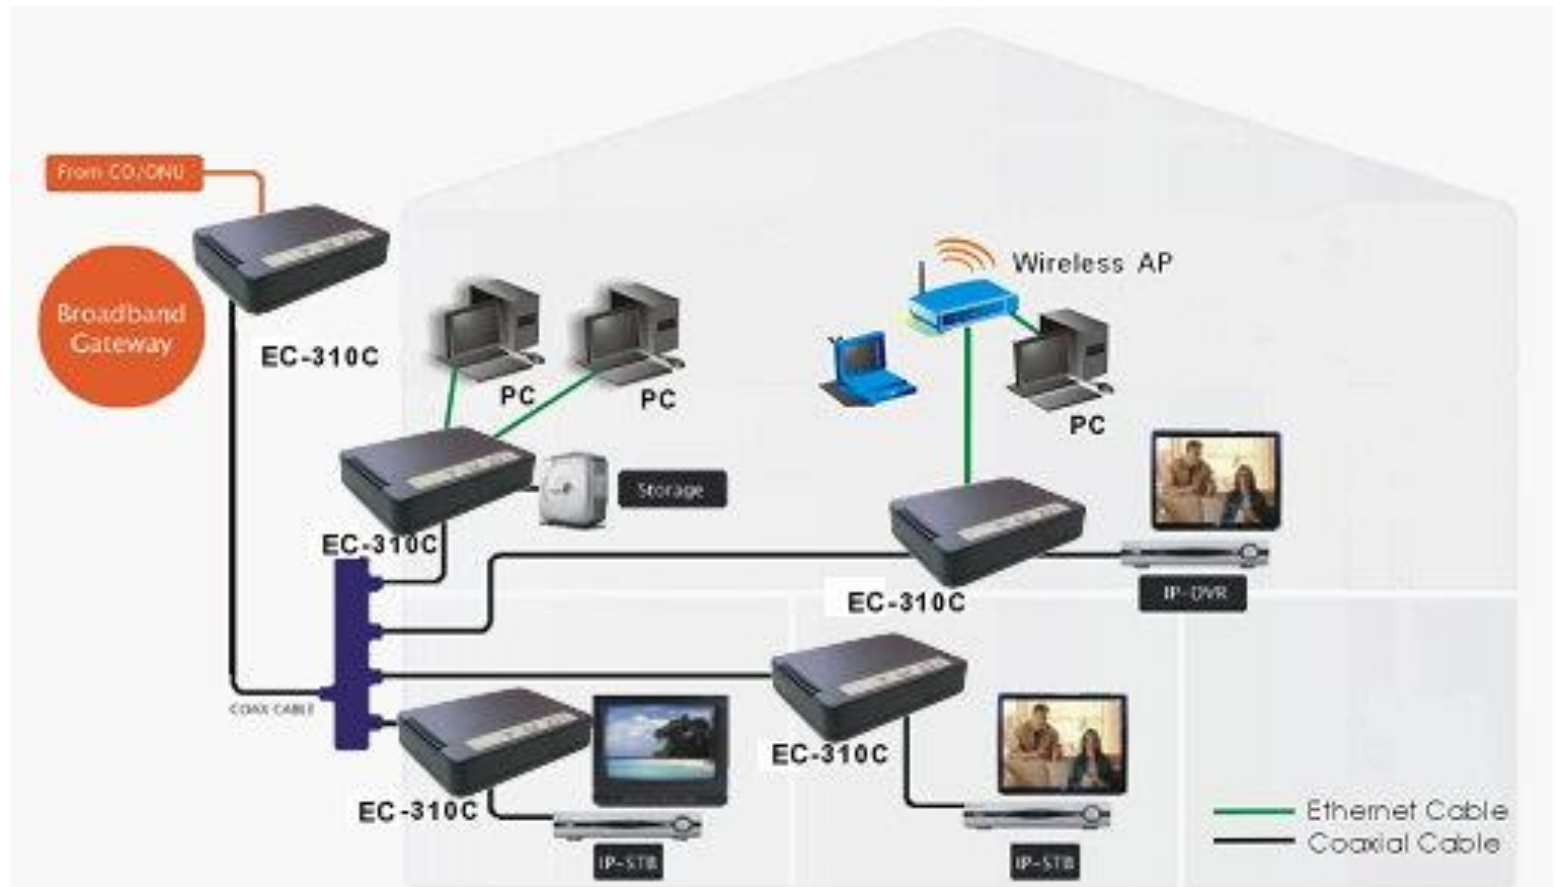 From CO/ONU
Broadband
Gateway
EC-310C
PC
PC
Wireless AP
PC
Storage
EC-310C
EC-310C
IP-DVR
COAX CABLE
EC-310C
EC-310C
IP-STB
IP-STB
Ethernet Cable
Coaxial Cable